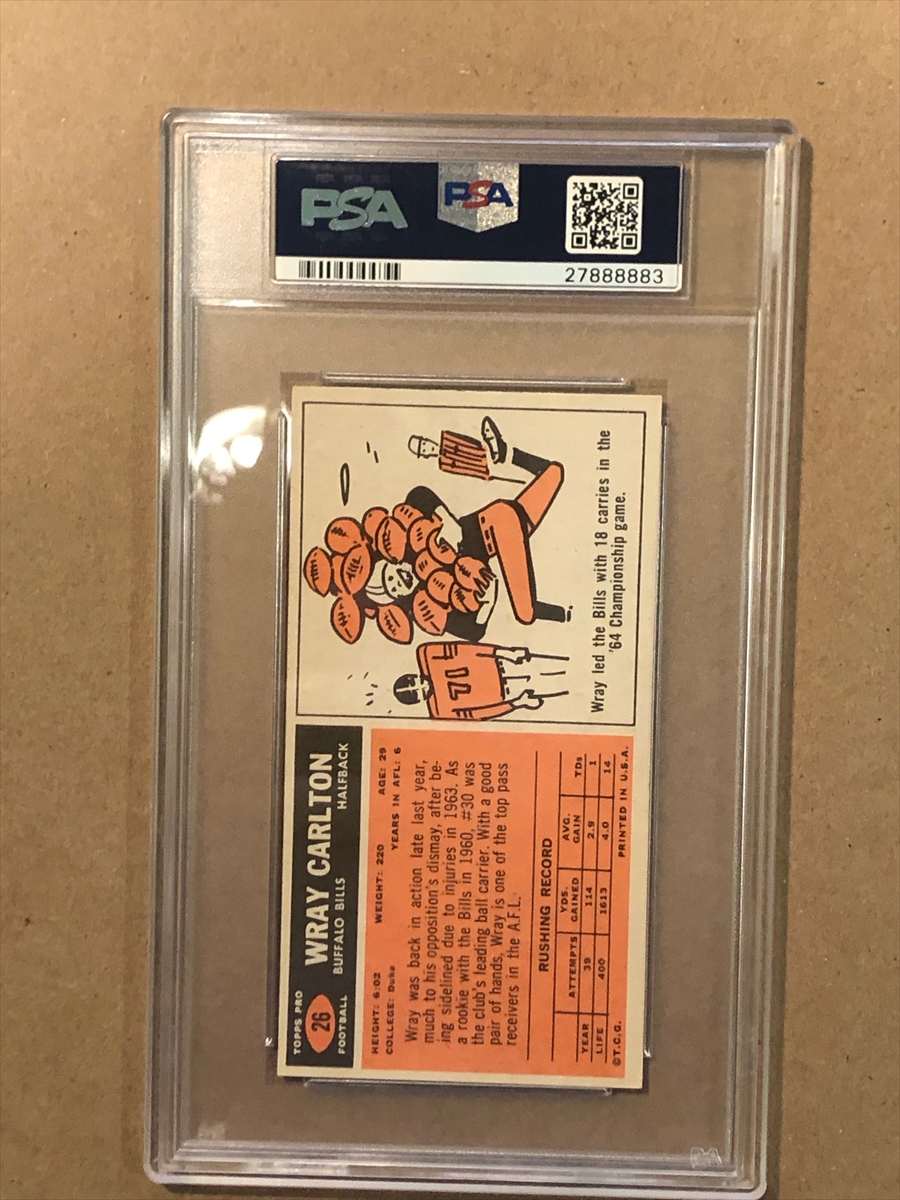 PSA
PSA
27888883
TOPPS PRO
26
FOOTBALL
WRAY CARLTON
BUFFALO BILLS HALFBACK
HEIGHT: 6:02 WEIGHT: 220 AGE: 29
COLLEGE: Duke YEARS IN AFL: 6
Wray was back in action late last year,
much to his opposition's dismay, after be-
ing sidelined due to injuries in 1963. As
a rookie with the Bills in 1960, #30 was
the club's leading ball carrier. With a good
pair of hands, Wray is one of the top pass
receivers in the A.F.L.
RUSHING RECORD
ATTEMPTS YDS. GAINED AVG. GAIN TDs
YEAR 39 114 2.9 1
LIFE 400 1613 4.0 14
©T.C.G. PRINTED IN U.S.A.
71
Wray led the Bills with 18 carries in the
'64 Championship game.